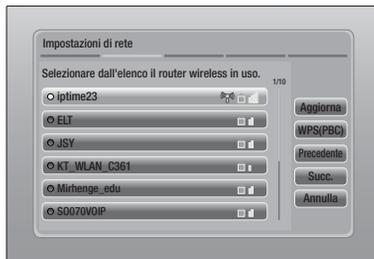 Impostazioni di rete
Selezionare dall'elenco il router wireless in uso.
1/10
iptime23
ELT
JSY
KT_WLAN_C361
Mirhenge_edu
SO070VOIP
Aggiorna
WPS(PBC)
Precedente
Succ.
Annulla